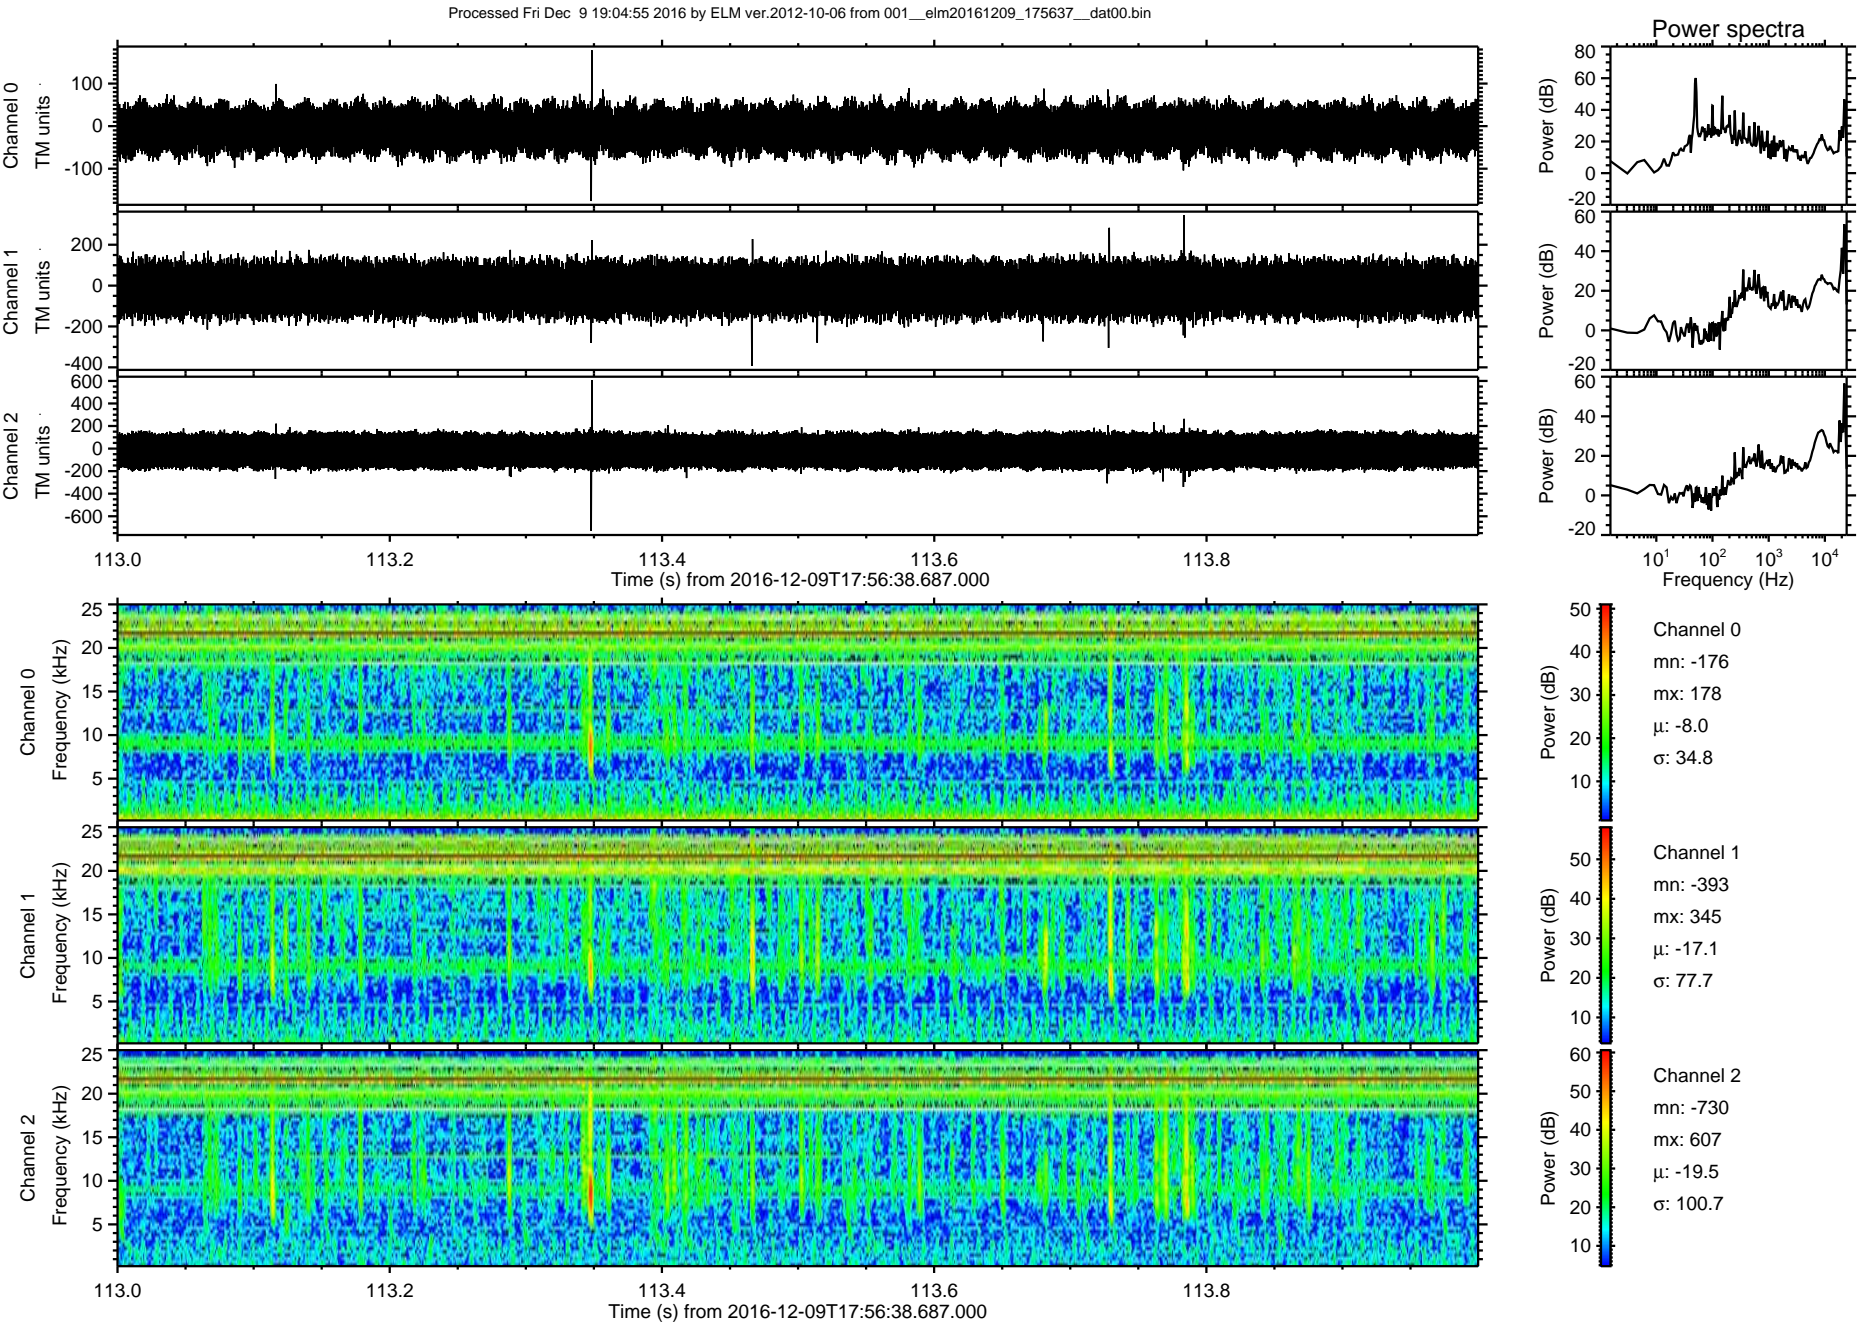 Processed Fri Dec  9 19:04:55 2016 by ELM ver.2012-10-06 from 001__elm20161209_175637__dat00.bin
Power spectra
Channel 0
TM units
100
0
-100
Power (dB)
80
60
40
20
0
-20
Channel 1
TM units
200
0
-200
-400
Power (dB)
60
40
20
0
-20
Channel 2
TM units
600
400
200
0
-200
-400
-600
Power (dB)
60
40
20
0
-20
113.0 113.2 113.4 113.6 113.8
Time (s) from 2016-12-09T17:56:38.687.000
10^1 10^2 10^3 10^4
Frequency (Hz)
Channel 0
Frequency (kHz)
25
20
15
10
5
Power (dB)
50
40
30
20
10
Channel 0
mn: -176
mx: 178
μ: -8.0
σ: 34.8
Channel 1
Frequency (kHz)
25
20
15
10
5
Power (dB)
50
40
30
20
10
Channel 1
mn: -393
mx: 345
μ: -17.1
σ: 77.7
Channel 2
Frequency (kHz)
25
20
15
10
5
Power (dB)
60
50
40
30
20
10
Channel 2
mn: -730
mx: 607
μ: -19.5
σ: 100.7
113.0 113.2 113.4 113.6 113.8
Time (s) from 2016-12-09T17:56:38.687.000